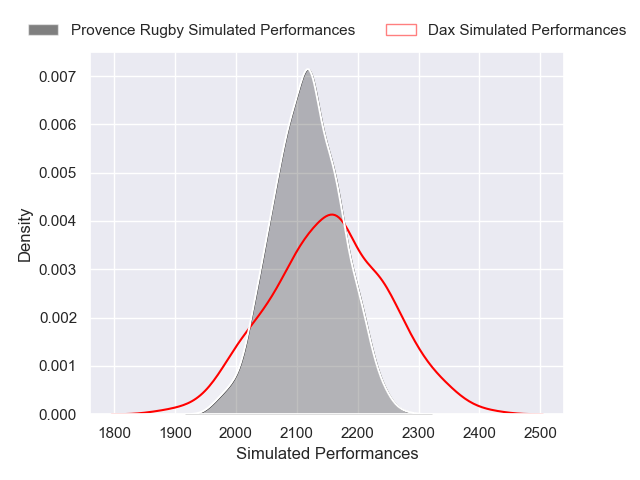 Provence Rugby Simulated Performances
Dax Simulated Performances
0.007
0.006
0.005
0.004
0.003
0.002
0.001
0.000
Density
1800 1900 2000 2100 2200 2300 2400 2500
Simulated Performances